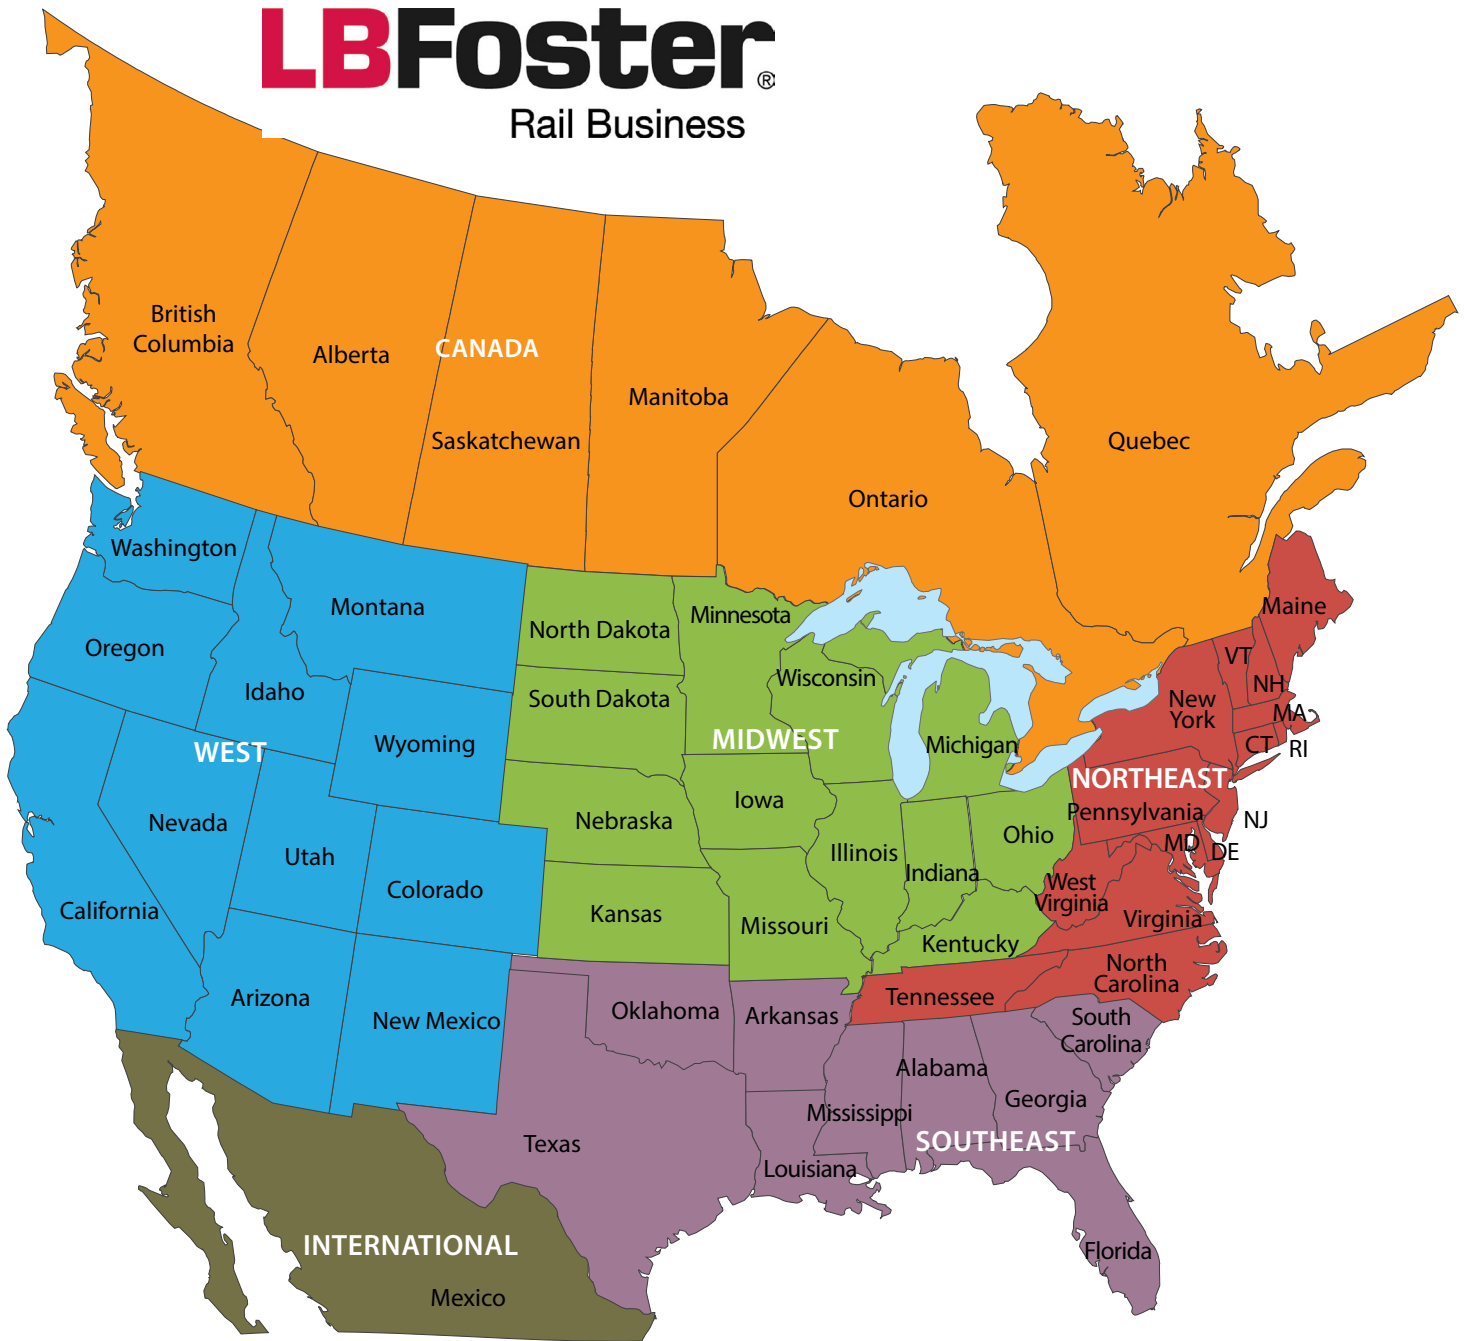 LBFoster®
Rail Business
British
Columbia
Alberta
CANADA
Saskatchewan
Manitoba
Ontario
Quebec
Washington
Oregon
Idaho
Montana
Wyoming
WEST
Nevada
Utah
Colorado
California
Arizona
New Mexico
North Dakota
South Dakota
Nebraska
Kansas
Minnesota
Wisconsin
MIDWEST
Michigan
Iowa
Illinois
Indiana
Ohio
Missouri
Kentucky
Maine
VT
NH
New
York
MA
CT
RI
NORTHEAST
Pennsylvania
NJ
MD
DE
West
Virginia
Virginia
North
Carolina
Tennessee
Oklahoma
Arkansas
South
Carolina
Alabama
Georgia
Mississippi
SOUTHEAST
Texas
Louisiana
Florida
INTERNATIONAL
Mexico